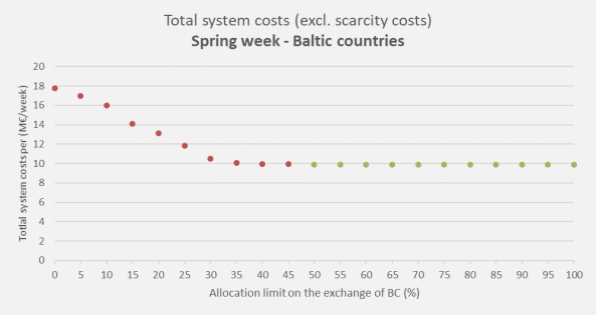 Total system costs (excl. scarcity costs)
Spring week - Baltic countries
Totlal system costs per (M€/week)
20
18
16
14
12
10
8
6
4
2
0
0 5 10 15 20 25 30 35 40 45 50 55 60 65 70 75 80 85 90 95 100
Allocation limit on the exchange of BC (%)